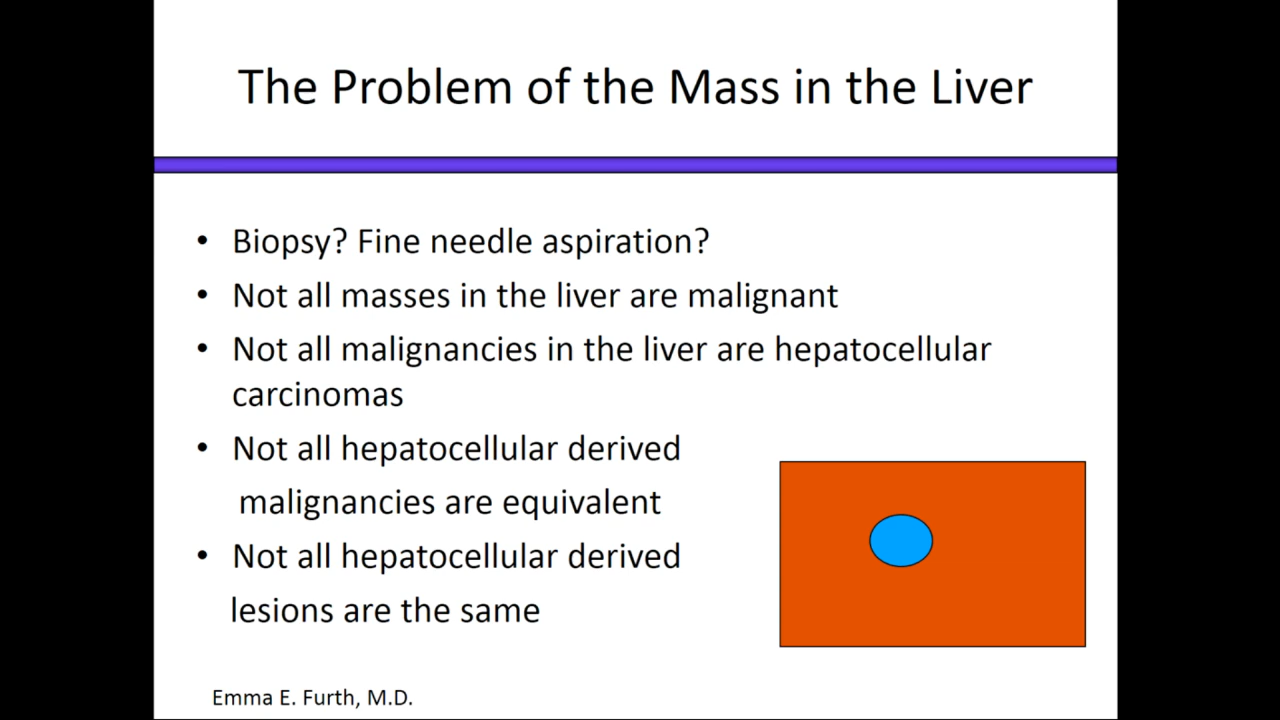 The Problem of the Mass in the Liver
• Biopsy? Fine needle aspiration?
• Not all masses in the liver are malignant
• Not all malignancies in the liver are hepatocellular
carcinomas
• Not all hepatocellular derived
malignancies are equivalent
• Not all hepatocellular derived
lesions are the same
Emma E. Furth, M.D.